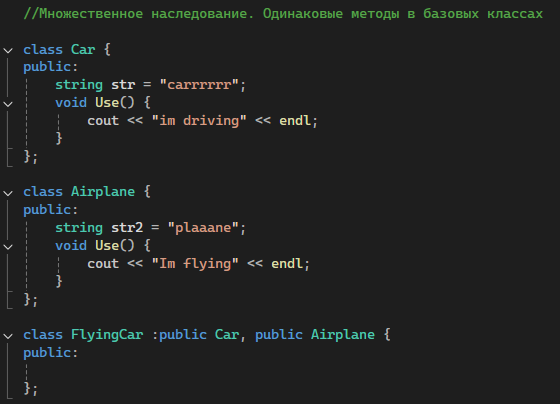 //Множественное наследование. Одинаковые методы в базовых классах
class Car {
public:
string str = "carrrrrr";
void Use() {
cout << "im driving" << endl;
}
};
class Airplane {
public:
string str2 = "plaaane";
void Use() {
cout << "Im flying" << endl;
}
};
class FlyingCar :public Car, public Airplane {
public:
};